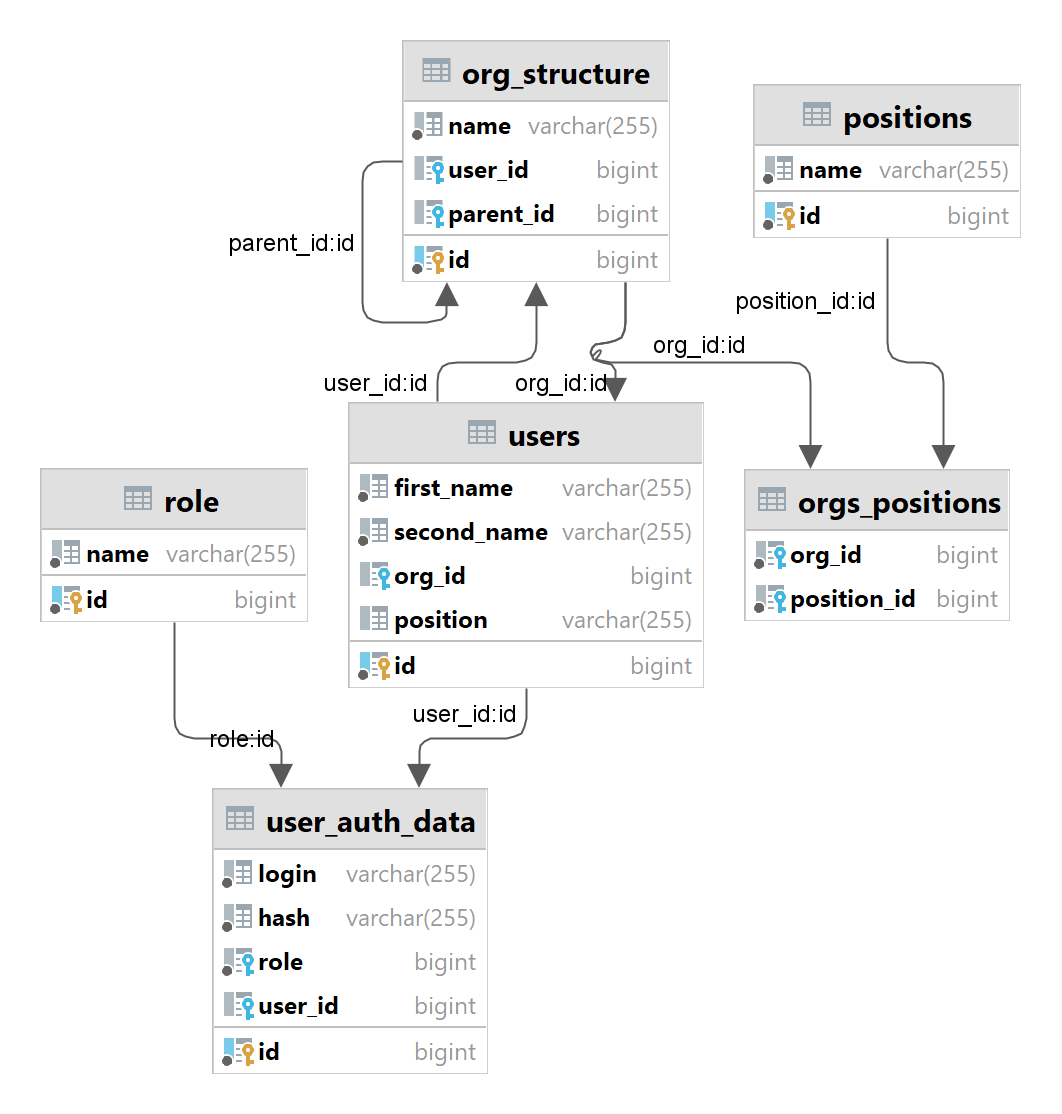 org_structure
name varchar(255)
user_id bigint
parent_id bigint
id bigint
positions
name varchar(255)
id bigint
parent_id:id
position_id:id
org_id:id
user_id:id
org_id:id
users
first_name varchar(255)
second_name varchar(255)
org_id bigint
position varchar(255)
id bigint
role
name varchar(255)
id bigint
orgs_positions
org_id bigint
position_id bigint
user_id:id
role:id
user_auth_data
login varchar(255)
hash varchar(255)
role bigint
user_id bigint
id bigint